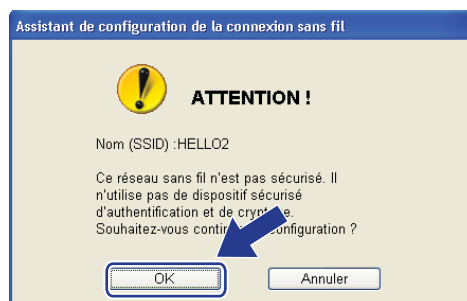 Assistant de configuration de la connexion sans fil
ATTENTION !
Nom (SSID) :HELLO2
Ce réseau sans fil n'est pas sécurisé. Il
n'utilise pas de dispositif sécurisé
d'authentification et de
Souhaitez-vous configuration ?
OK
Annuler